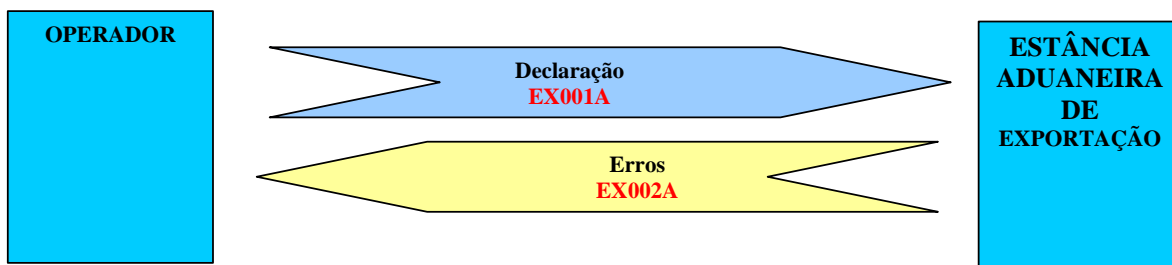 OPERADOR
Declaração
EX001A
Erros
EX002A
ESTÂNCIA
ADUANEIRA
DE
EXPORTAÇÃO